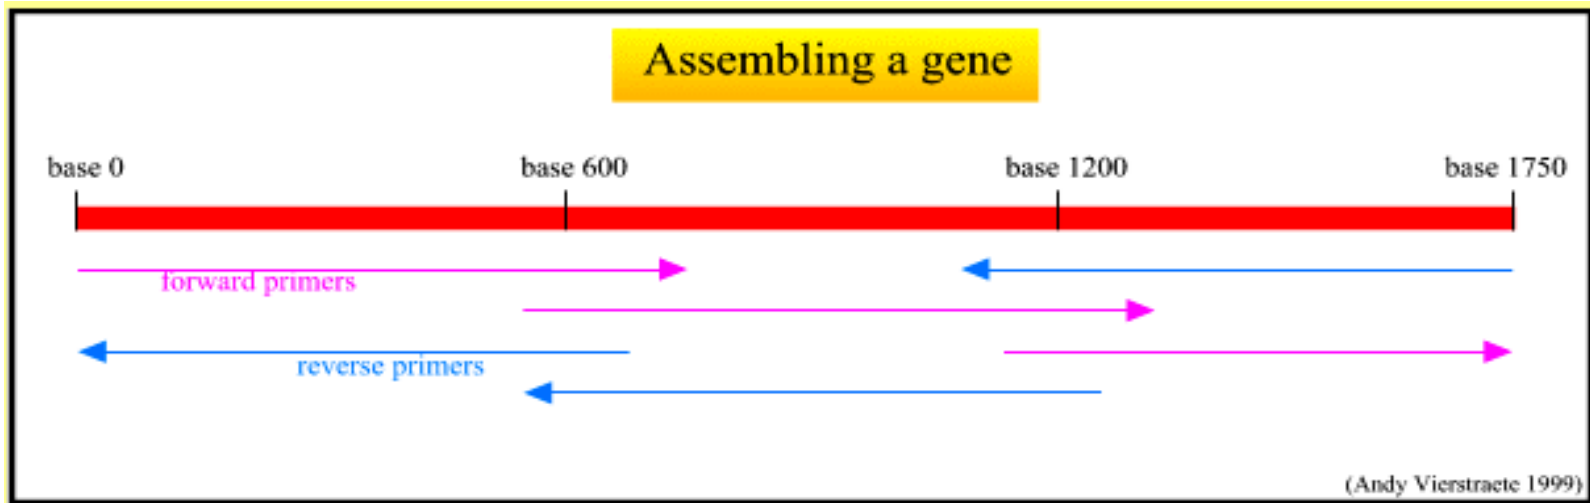 Assembling a gene
base 0 base 600 base 1200 base 1750
forward primers
reverse primers
(Andy Vierstraete 1999)